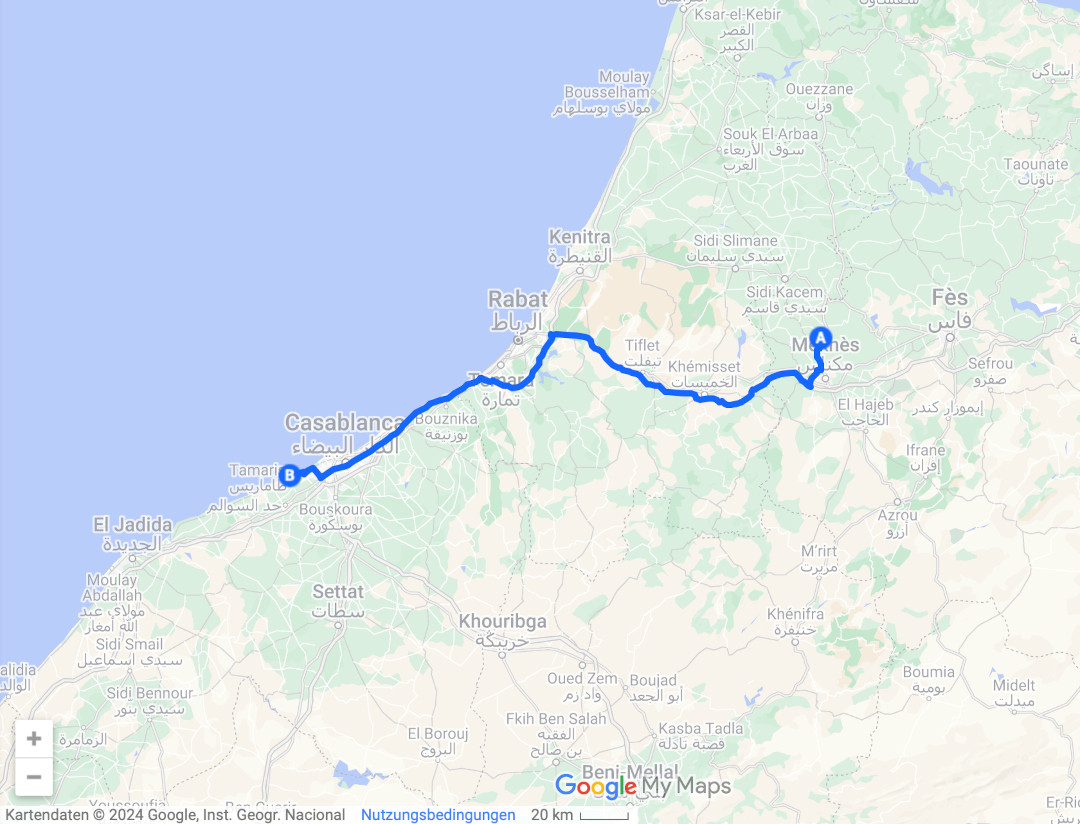 Ksar-el-Kebir
القصر
الكبير
إساگن
Moulay
Bousselham
مولاي بوسلهام
Ouezzane
وزان
Souk El Arbaa
سوق الأربعاء
الغرب
Taounate
تاونات
Kenitra
القنيطرة
Sidi Slimane
سيدي سليمان
Sidi Kacem
سيدي قاسم
Fès
فاس
Rabat
الرباط
A
Meknès
مكناس
Tiflet
تيفلت
Khémisset
الخميسات
Sefrou
صفرو
Temara
تمارة
El Hajeb
الحاجب
إيموزار كندر
Casablanca
الدار البيضاء
Bouznika
بوزنيقة
Ifrane
إفران
Tamaris
طاماريس
B
حد السوالم
Bouskoura
بوسكورة
Azrou
أزرو
El Jadida
الجديدة
M'rirt
مريرت
Moulay
Abdallah
مولاي عبد
الله أمغار
Settat
سطات
Khouribga
خريبكة
Khénifra
خنيفرة
Sidi Smail
سيدي اسماعيل
alidia
الوالد
Sidi Bennour
سيدي بنور
Oued Zem
واد زم
Boujad
أبو الجعد
Boumia
بومية
Midelt
ميدلت
الزمامرة
El Borouj
البروج
Fkih Ben Salah
الفقيه
بن صالح
Kasba Tadla
قصبة تادلة
+
−
Beni Mellal
Google My Maps
Youssoufia
Ben Guerir
Er-Ric
Kartendaten © 2024 Google, Inst. Geogr. Nacional Nutzungsbedingungen 20 km